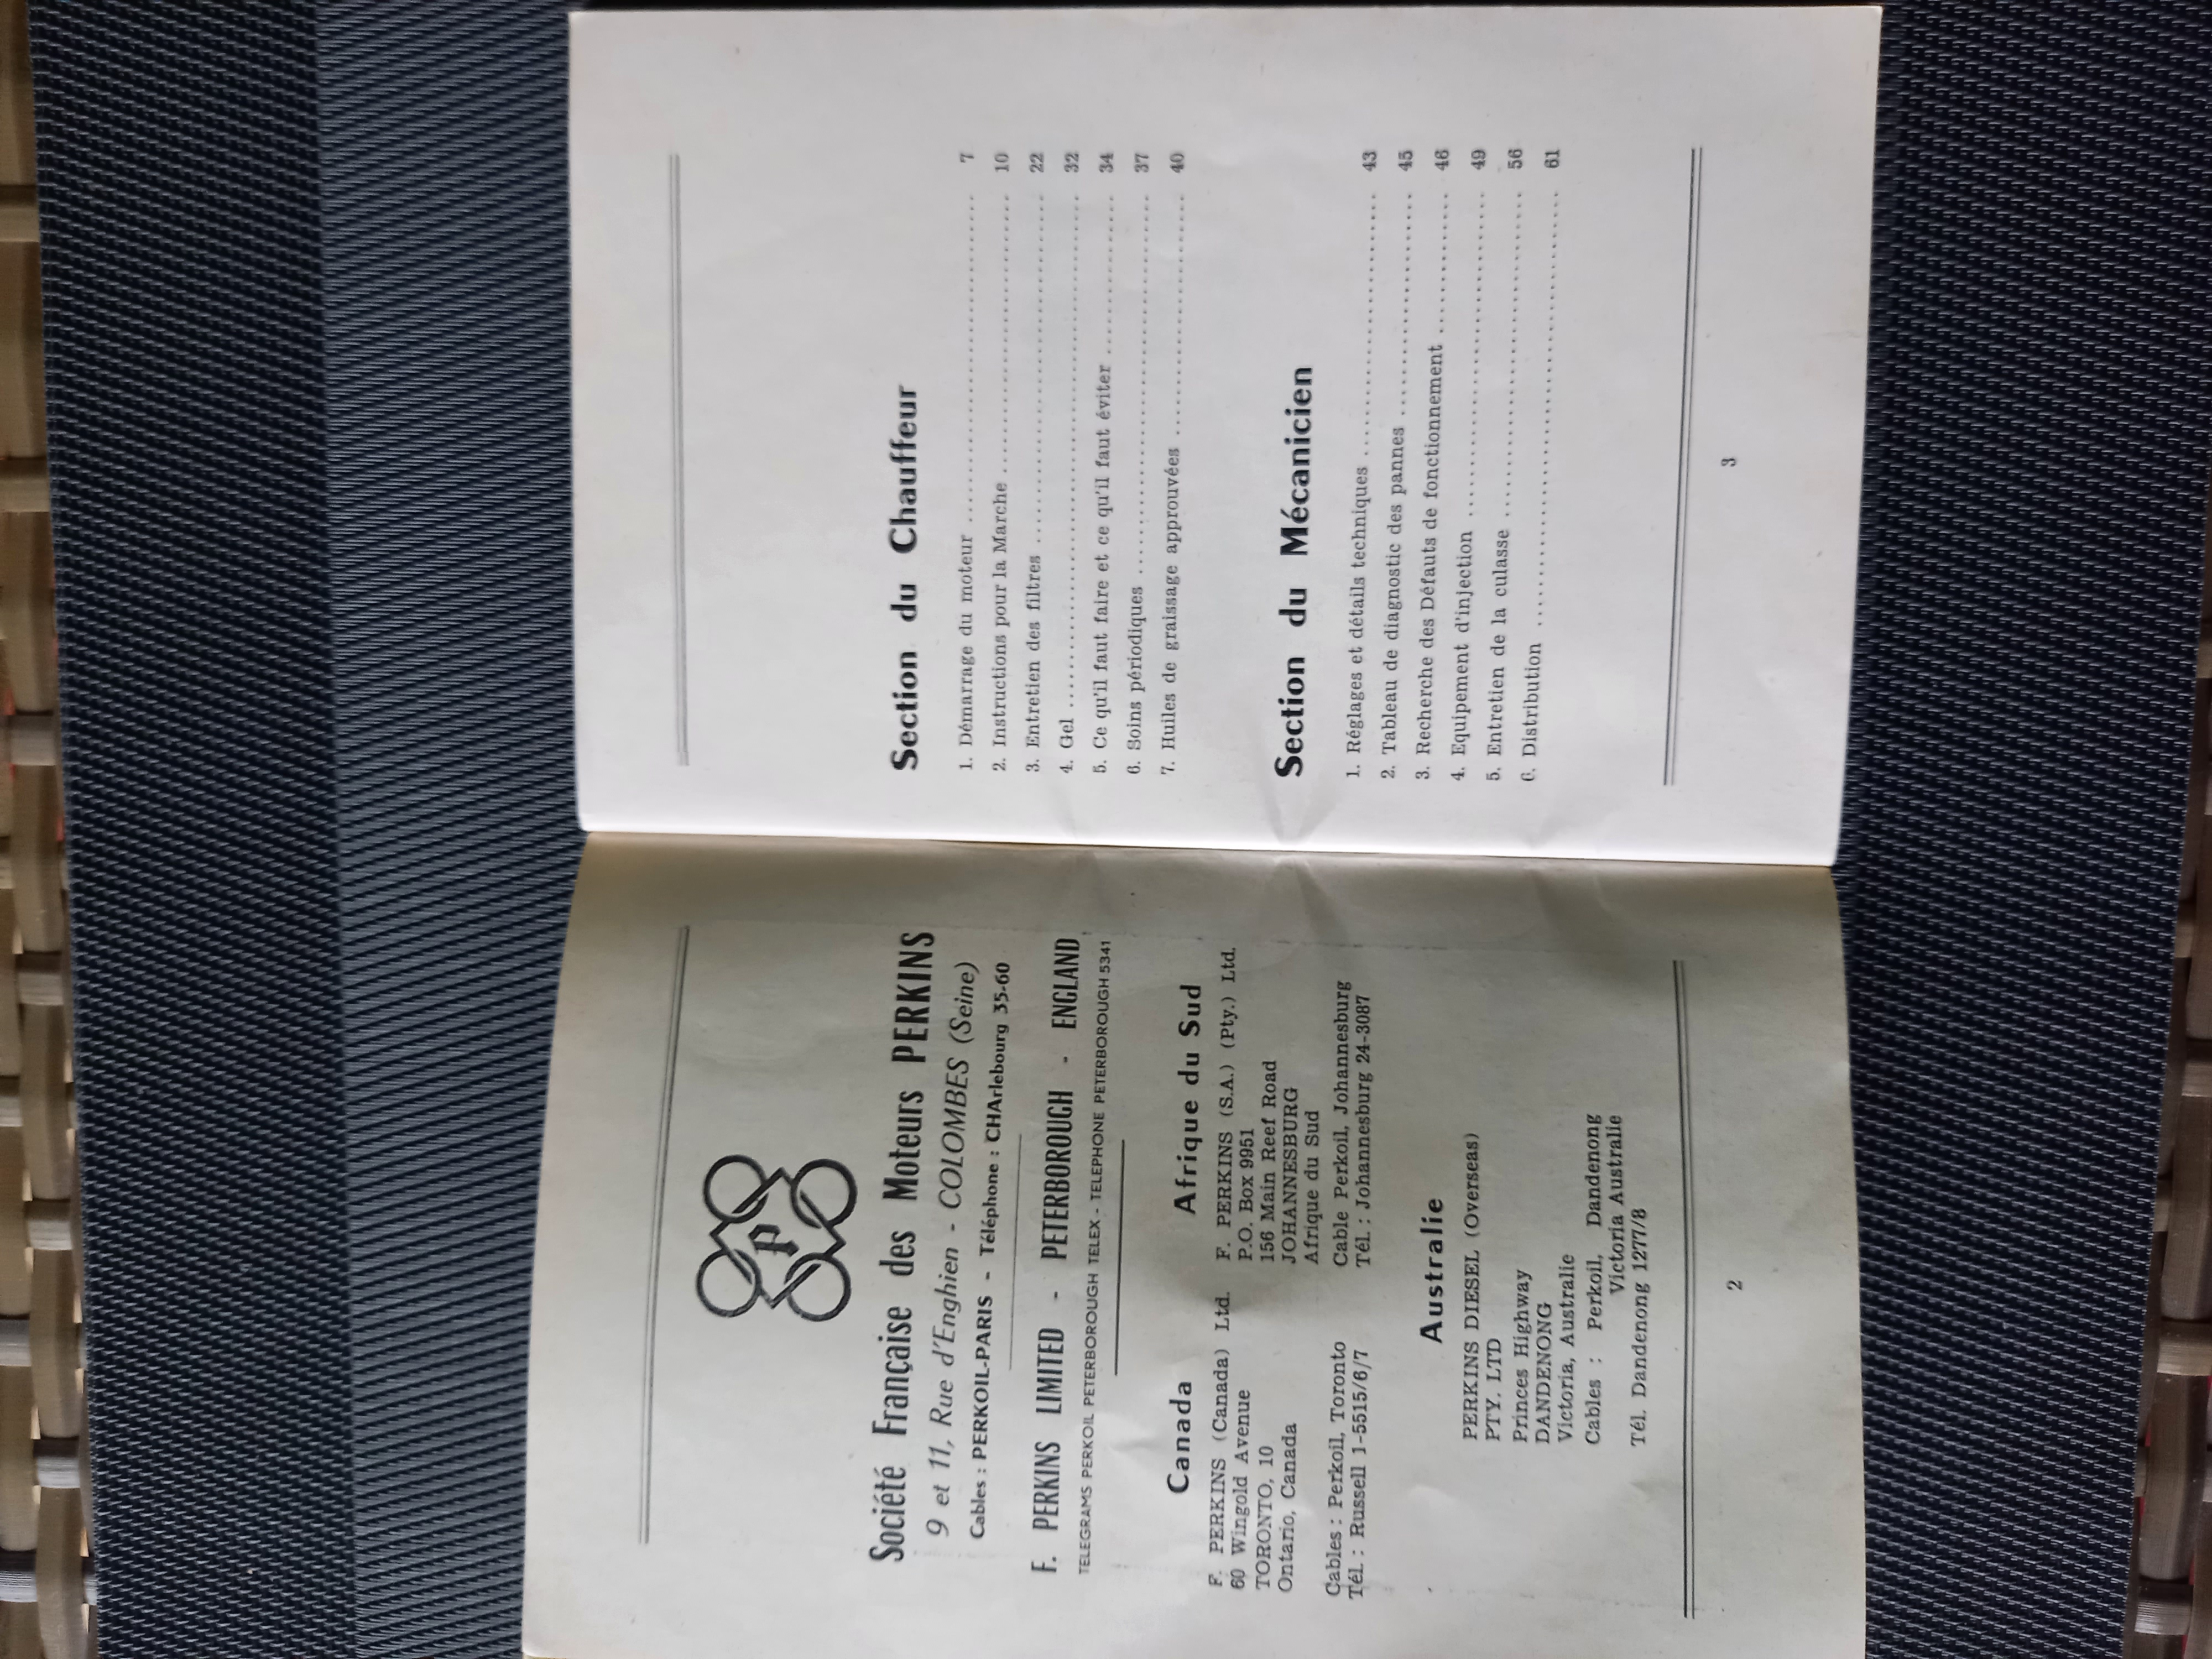 P
Société Française des Moteurs PERKINS
9 et 11, Rue d'Enghien - COLOMBES (Seine)
Cables : PERKOIL-PARIS - Téléphone : CHArlebourg 35-60
F. PERKINS LIMITED - PETERBOROUGH - ENGLAND
TELEGRAMS PERKOIL PETERBOROUGH TELEX - TELEPHONE PETERBOROUGH 5341
Canada
F. PERKINS (Canada) Ltd.
60 Wingold Avenue
TORONTO, 10
Ontario, Canada
Cables : Perkoil, Toronto
Tél. : Russell 1-5515/6/7
Afrique du Sud
F. PERKINS (S.A.) (Pty.) Ltd.
P.O. Box 9951
156 Main Reef Road
JOHANNESBURG
Afrique du Sud
Cable Perkoil, Johannesburg
Tél. : Johannesburg 24-3087
Australie
PERKINS DIESEL (Overseas)
PTY. LTD
Princes Highway
DANDENONG
Victoria, Australie
Cables : Perkoil, Dandenong
Victoria Australie
Tél. Dandenong 1277/8
2
Section du Chauffeur
1. Démarrage du moteur .......... 7
2. Instructions pour la Marche .......... 10
3. Entretien des filtres .......... 22
4. Gel .......... 32
5. Ce qu'il faut faire et ce qu'il faut éviter .......... 34
6. Soins périodiques .......... 37
7. Huiles de graissage approuvées .......... 40
Section du Mécanicien
1. Réglages et détails techniques .......... 43
2. Tableau de diagnostic des pannes .......... 45
3. Recherche des Défauts de fonctionnement .......... 46
4. Equipement d'injection .......... 49
5. Entretien de la culasse .......... 56
6. Distribution .......... 61
3